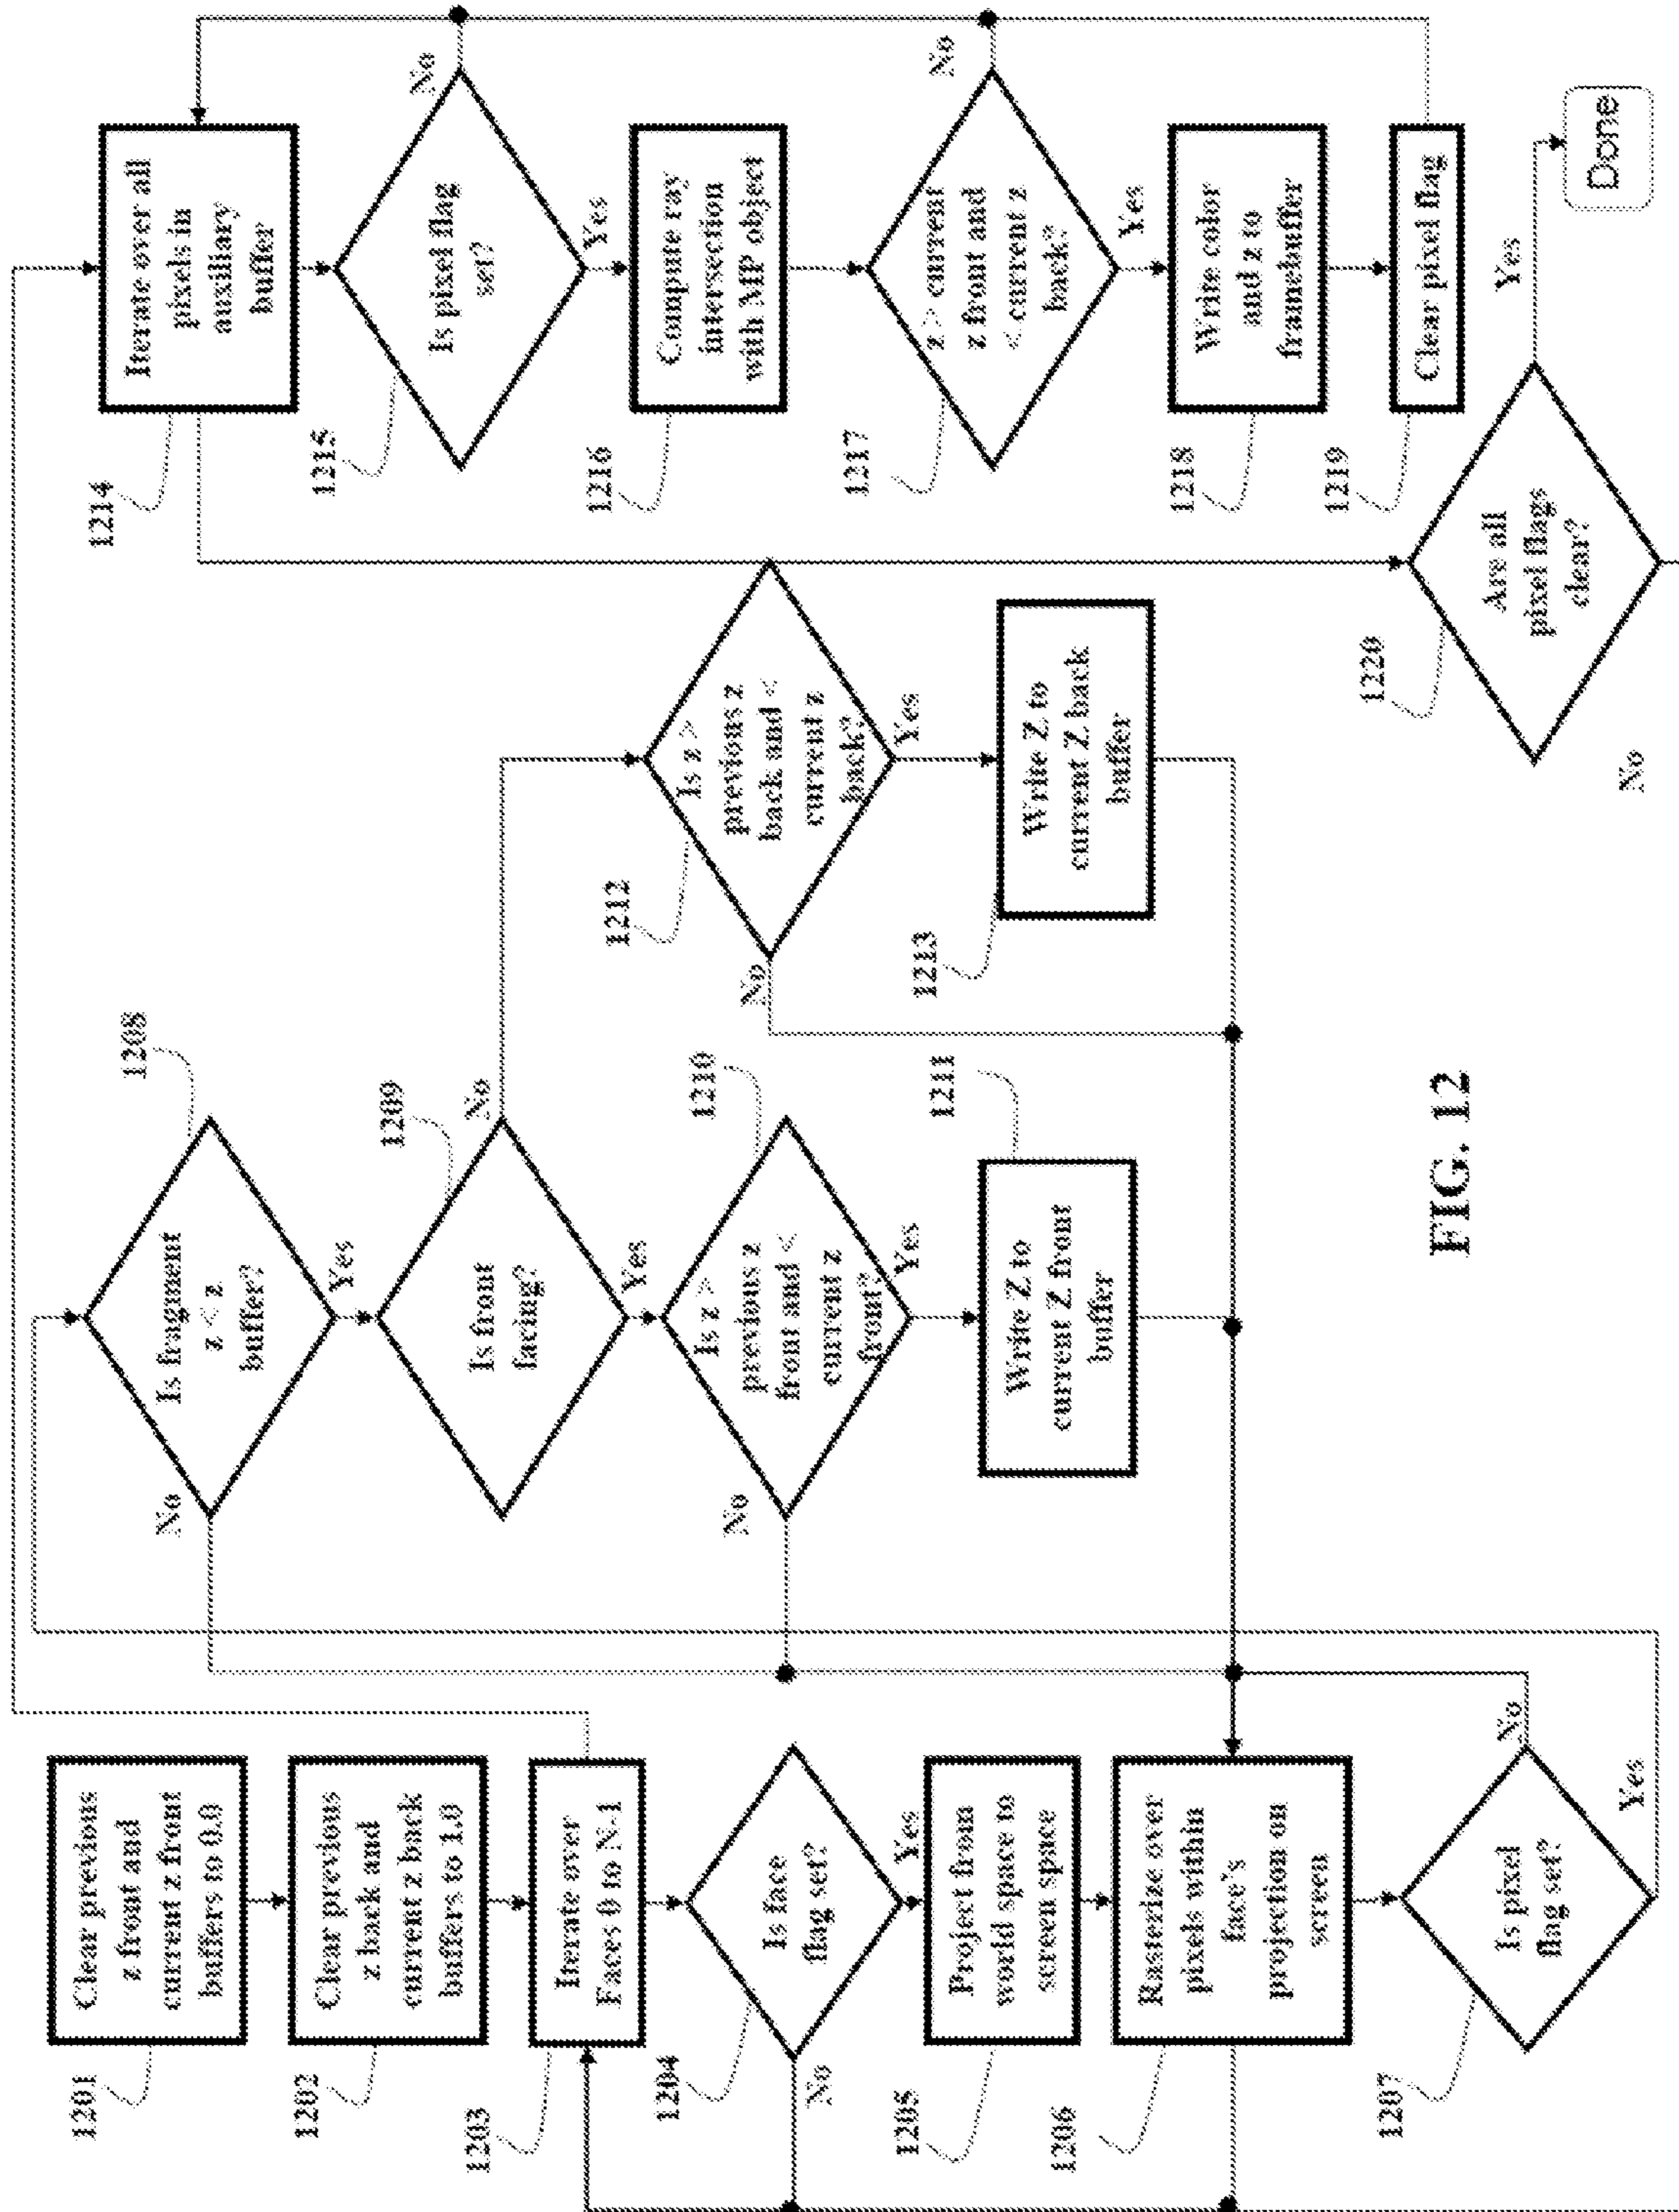 1201
Clear previous
z front and
current z front
buffers to 0.0
1202
Clear previous
z back and
current z back
buffers to 1.0
1203
Iterate over
Faces 0 to N-1
1204
Is face
flag set?
No
Yes
1205
Project from
world space to
screen space
1206
Rasterize over
pixels within
face's
projection on
screen
1207
Is pixel
flag set?
No
Yes
1208
Is fragment
z < z
buffer?
No
Yes
1209
Is front
facing?
No
Yes
1210
Is z >
previous z
front and <
current z
front?
No
Yes
1211
Write Z to
current Z front
buffer
1212
Is z >
previous z
back and <
current z
back?
No
Yes
1213
Write Z to
current Z back
buffer
1214
Iterate over all
pixels in
auxiliary
buffer
1215
Is pixel flag
set?
No
Yes
1216
Compute ray
intersection
with MP object
1217
z > current
z front and
< current z
back?
No
Yes
1218
Write color
and z to
framebuffer
1219
Clear pixel flag
1220
Are all
pixel flags
clear?
No
Yes
Done
FIG. 12